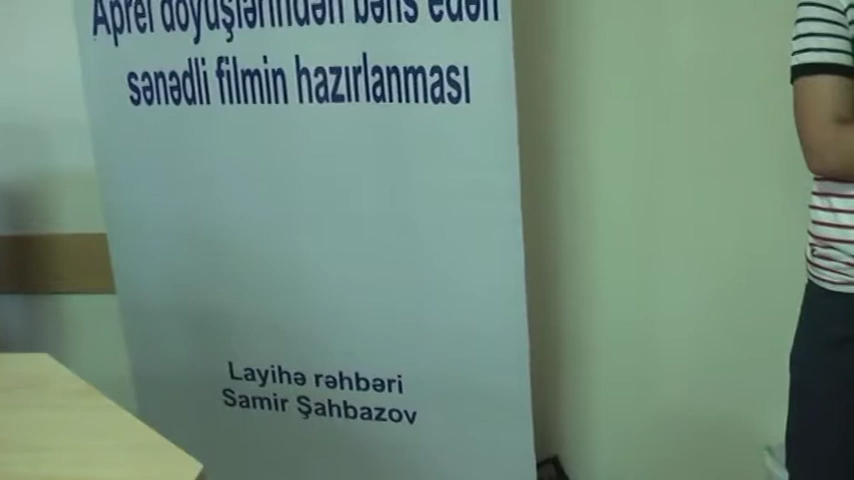 Aprel döyüşlərindən bəhs edən
sənədli filmin hazırlanması
Layihə rəhbəri
Samir Şahbazov